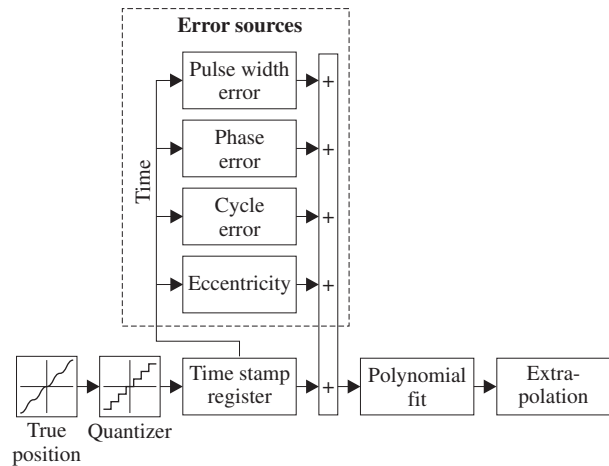 Error sources
Pulse width
error
+
Phase
error
+
Time
Cycle
error
+
Eccentricity
+
Time stamp
register
+
Polynomial
fit
Extra-
polation
True
position
Quantizer